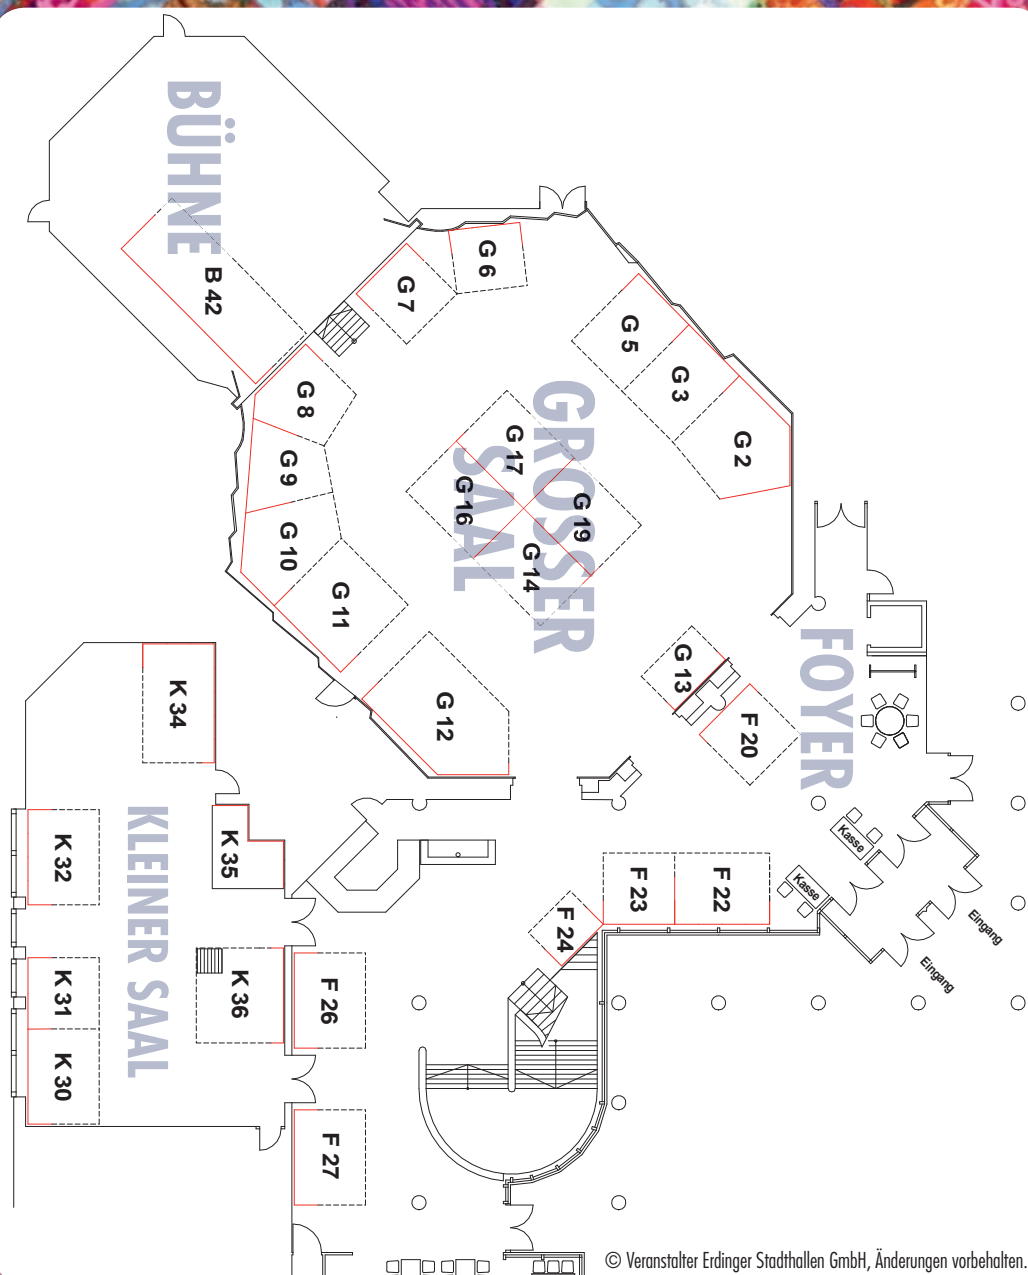 BÜHNE
B 42
G 6
G 7
G 5
G 3
G 2
G 8
G 9
G 10
G 11
G 12
G 17
G 16
G 19
G 14
GROSSER
SAAL
G 13
FOYER
F 20
K 34
K 35
K 32
K 31
K 30
K 36
KLEINER SAAL
F 23
F 22
F 24
F 26
F 27
Kasse
Kasse
Eingang
Eingang
© Veranstalter Erdinger Stadthallen GmbH, Änderungen vorbehalten.